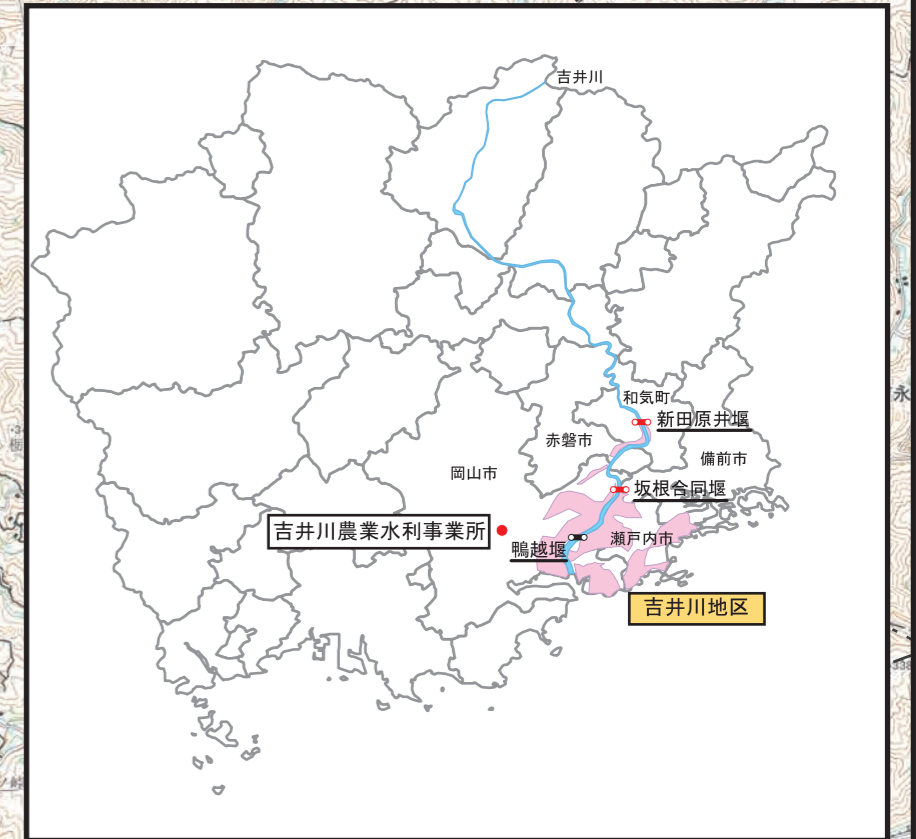 吉井川
和気町
新田原井堰
赤磐市
備前市
岡山市
坂根合同堰
吉井川農業水利事業所
鴨越堰
瀬戸内市
吉井川地区
永
338